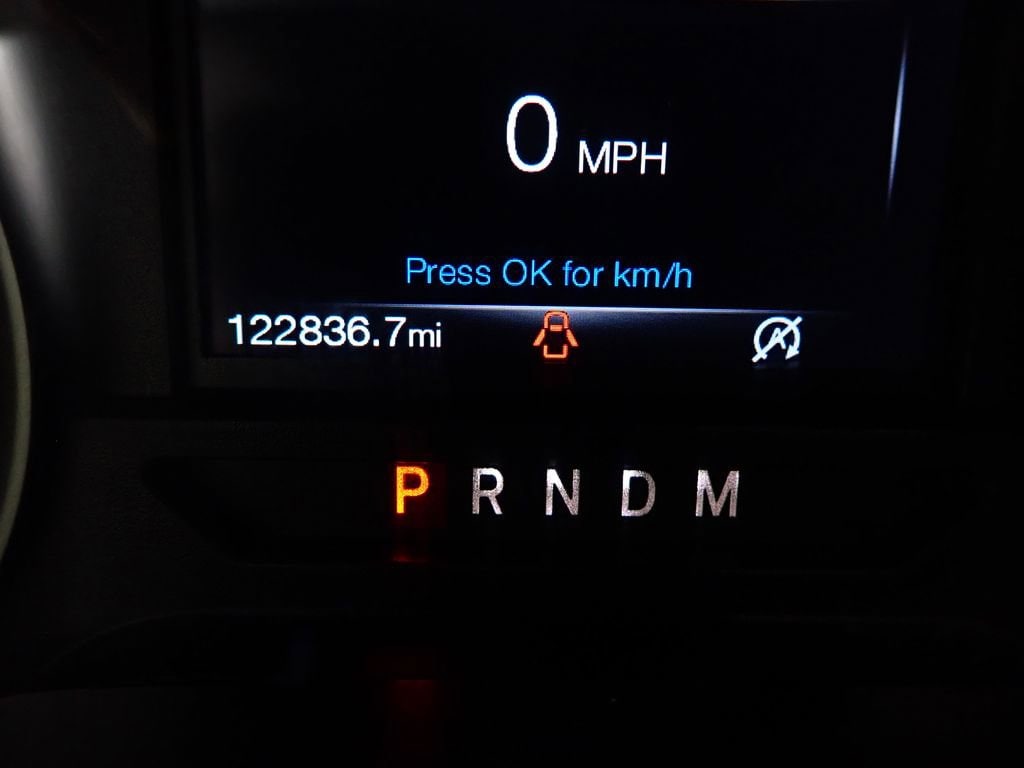 0 MPH
Press OK for km/h
122836.7mi
P R N D M